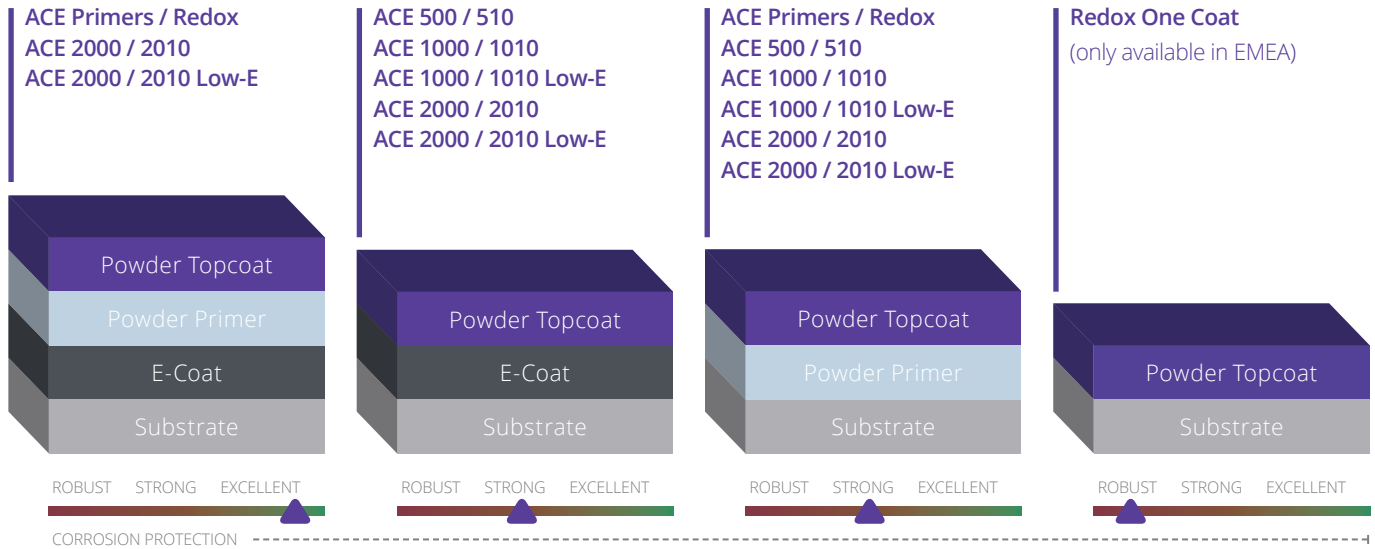 ACE Primers / Redox
ACE 2000 / 2010
ACE 2000 / 2010 Low-E
Powder Topcoat
Powder Primer
E-Coat
Substrate
ROBUST STRONG EXCELLENT
ACE 500 / 510
ACE 1000 / 1010
ACE 1000 / 1010 Low-E
ACE 2000 / 2010
ACE 2000 / 2010 Low-E
Powder Topcoat
E-Coat
Substrate
ROBUST STRONG EXCELLENT
ACE Primers / Redox
ACE 500 / 510
ACE 1000 / 1010
ACE 1000 / 1010 Low-E
ACE 2000 / 2010
ACE 2000 / 2010 Low-E
Powder Topcoat
Powder Primer
Substrate
ROBUST STRONG EXCELLENT
Redox One Coat
(only available in EMEA)
Powder Topcoat
Substrate
ROBUST STRONG EXCELLENT
CORROSION PROTECTION